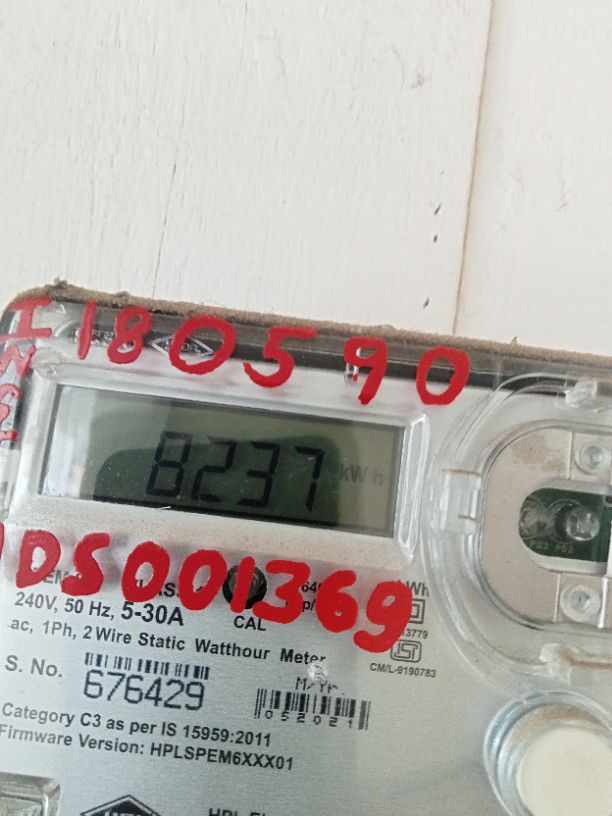 I180590
8237 kWh
DS001369
240V, 50 Hz, 5-30A
CAL
ac, 1Ph, 2 Wire Static Watthour Meter
CM/L-9190783
S. No.
676429
M/Yr.
052021
Category C3 as per IS 15959:2011
Firmware Version: HPLSPEM6XXX01
HPL